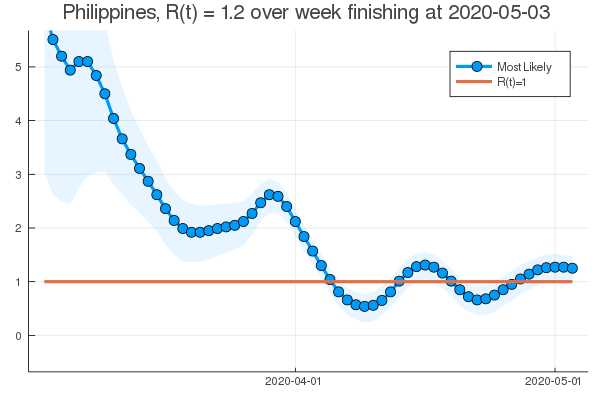 Philippines, R(t) = 1.2 over week finishing at 2020-05-03
5
4
3
2
1
0
Most Likely
R(t)=1
2020-04-01
2020-05-01